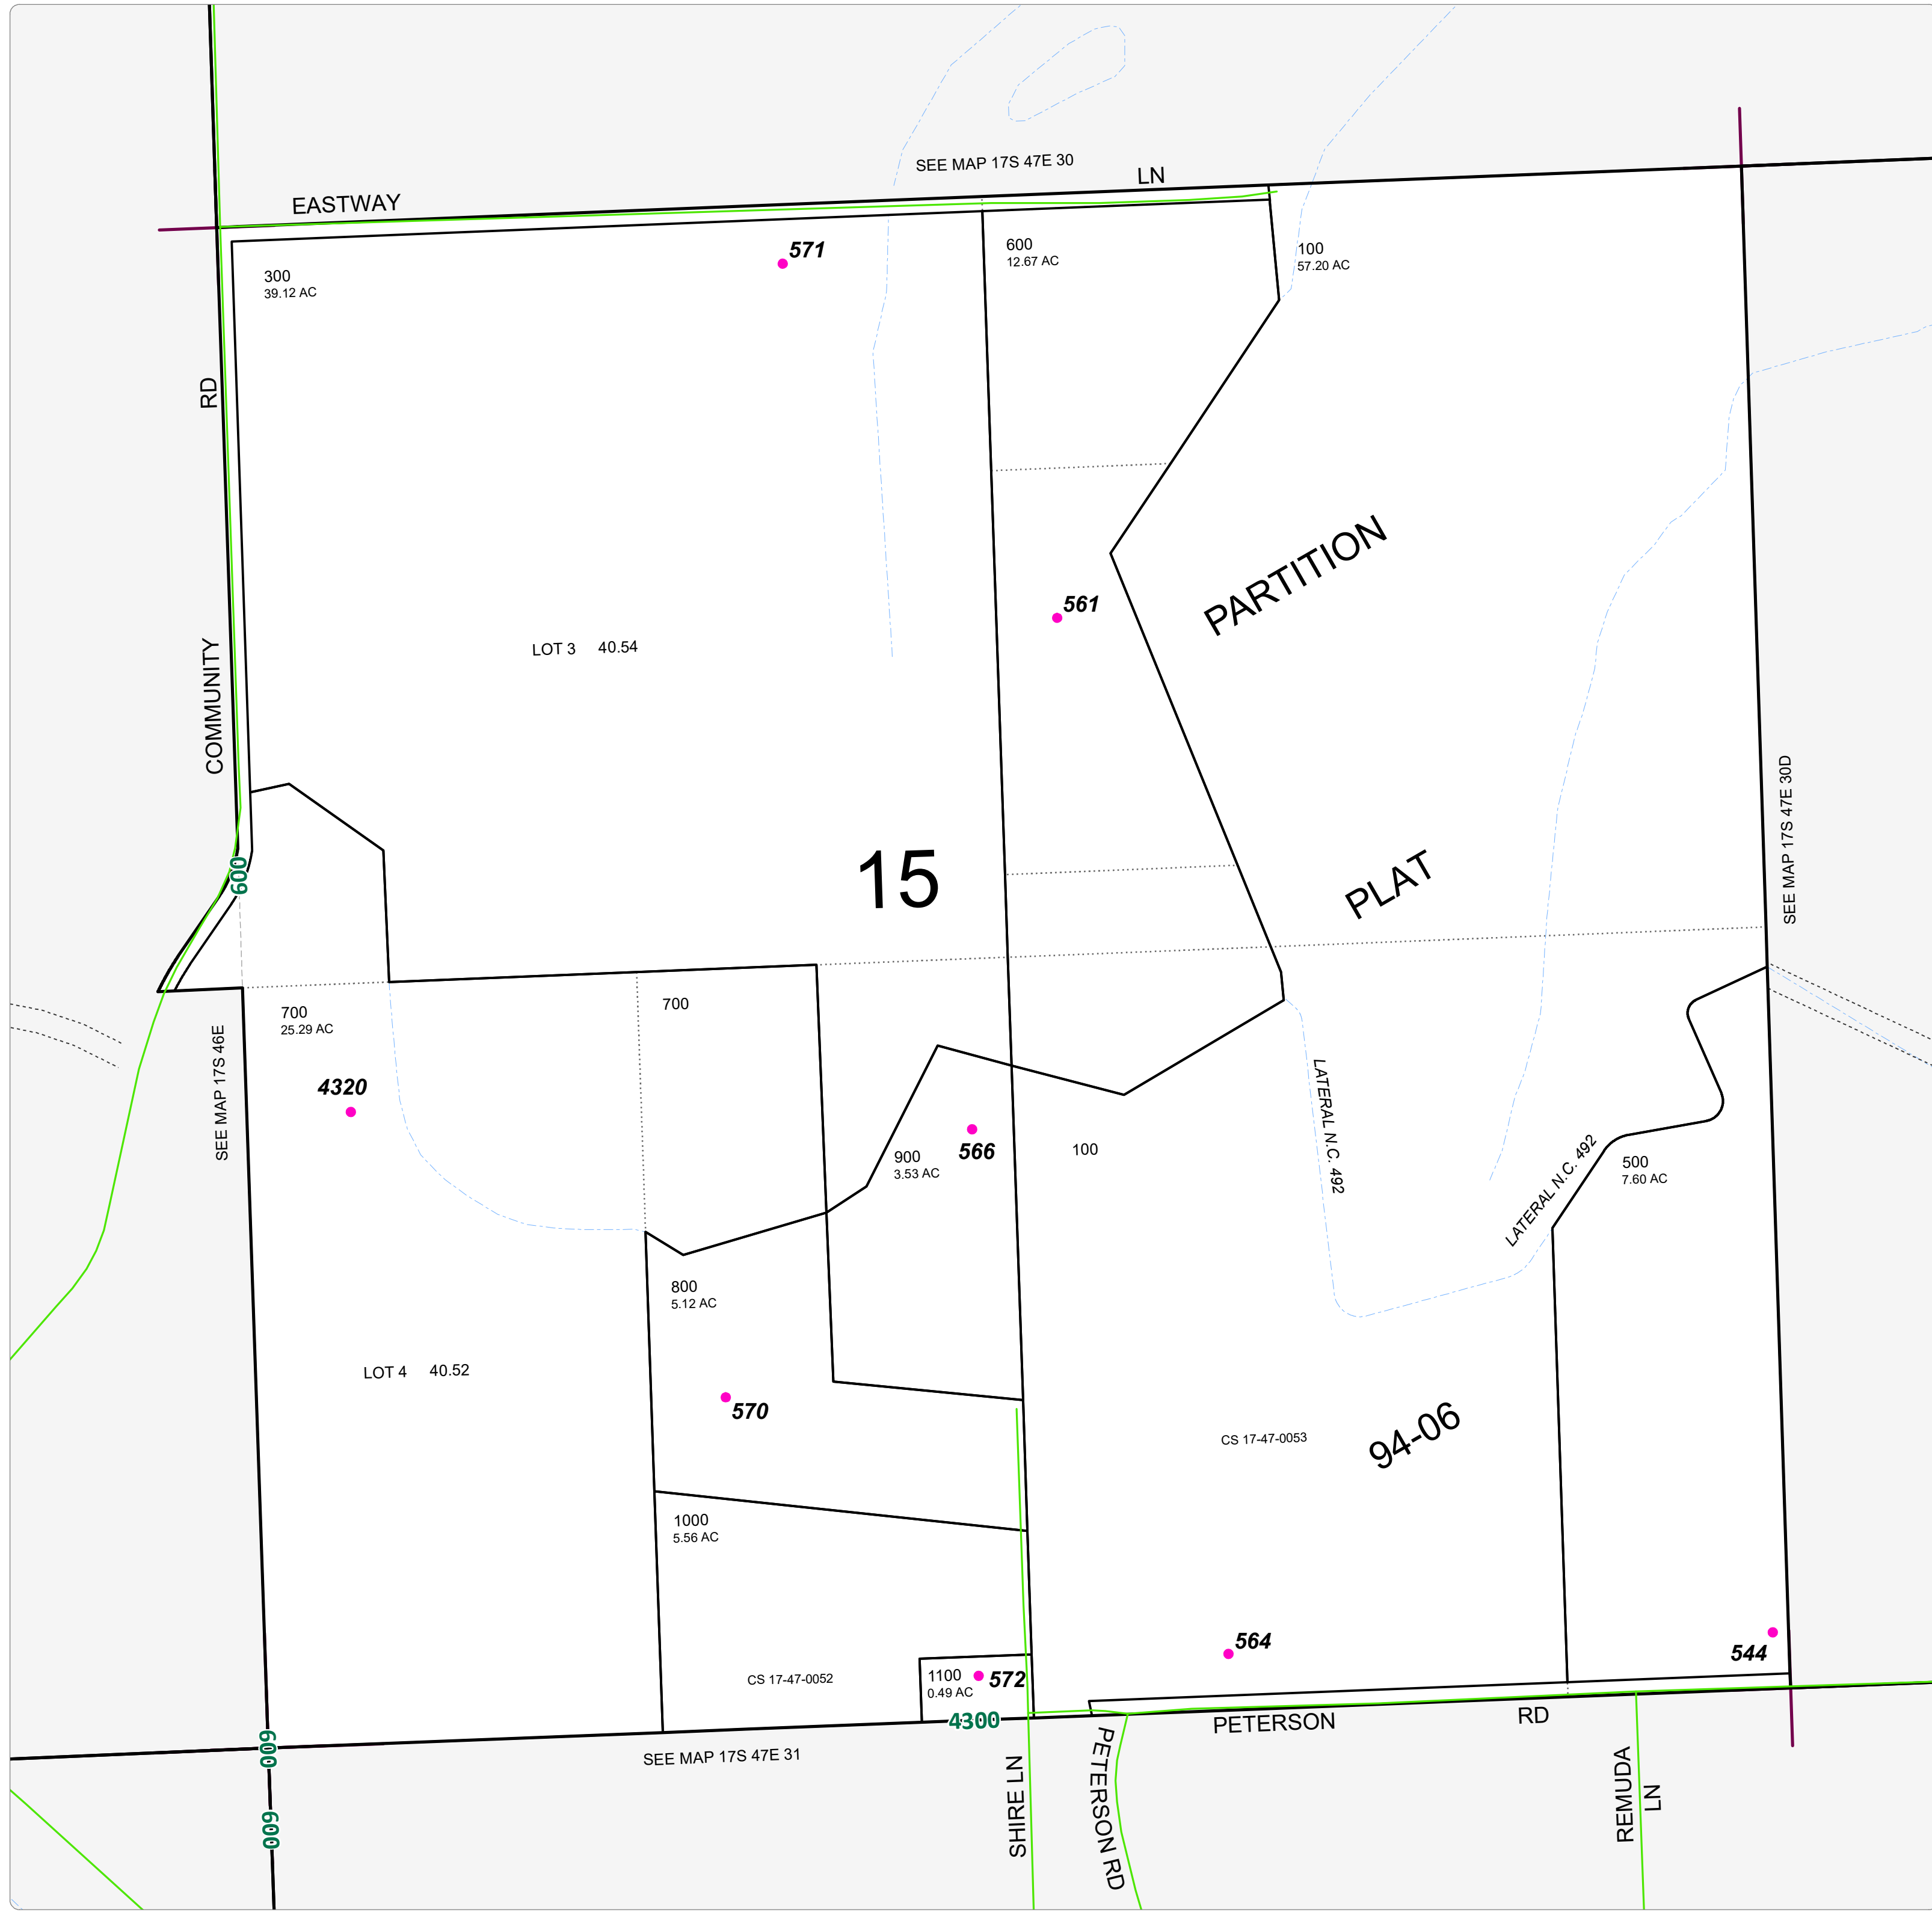 SEE MAP 17S 47E 30
LN
EASTWAY
571
600
12.67 AC
100
57.20 AC
300
39.12 AC
RD
PARTITION
561
LOT 3 40.54
COMMUNITY
SEE MAP 17S 47E 30D
15
PLAT
600
700
25.29 AC
700
SEE MAP 17S 46E
4320
LATERAL N.C. 492
566
900
3.53 AC
100
LATERAL N.C. 492
500
7.60 AC
800
5.12 AC
LOT 4 40.52
570
94-06
CS 17-47-0053
1000
5.56 AC
564
544
CS 17-47-0052
1100
0.49 AC
572
4300
PETERSON
RD
600
SEE MAP 17S 47E 31
SHIRE LN
PETERSON RD
REMUDA
LN
600